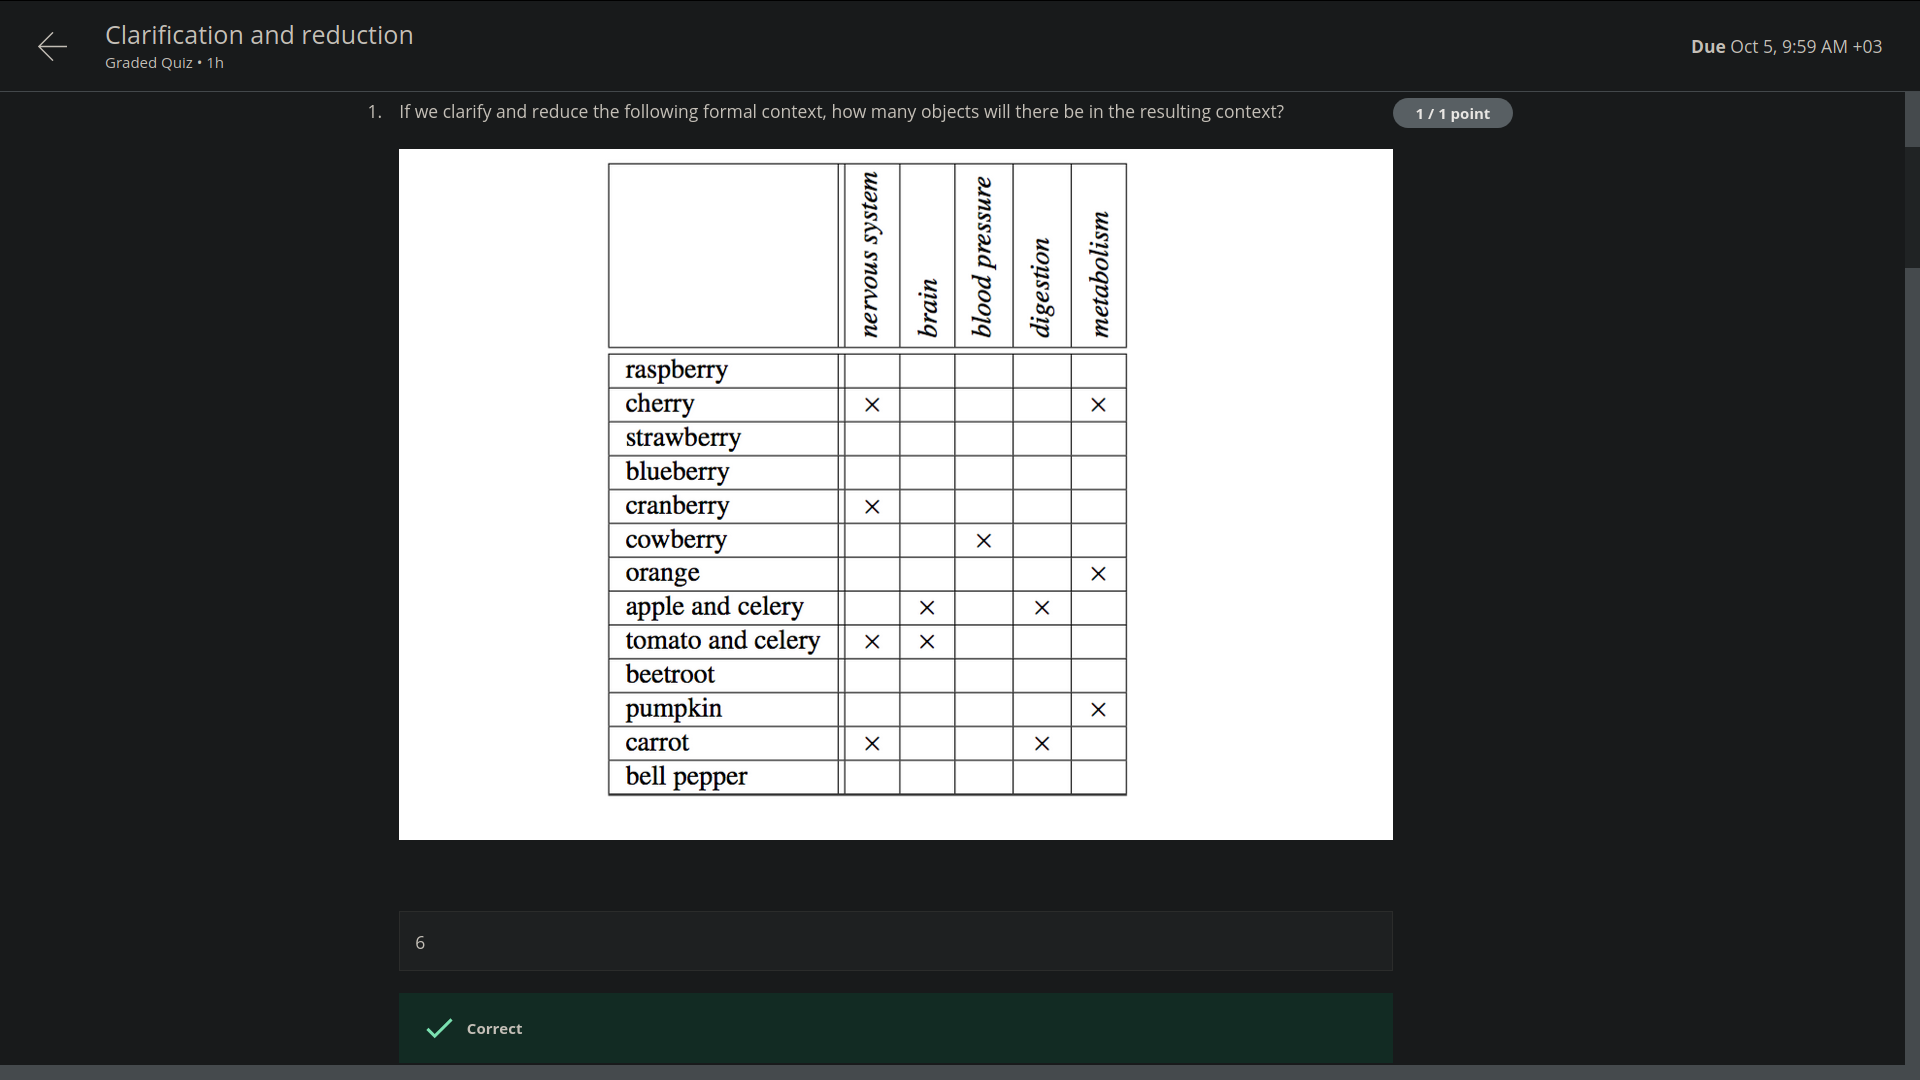 Clarification and reduction
Graded Quiz • 1h
Due Oct 5, 9:59 AM +03
1. If we clarify and reduce the following formal context, how many objects will there be in the resulting context?
1 / 1 point
nervous system brain blood pressure digestion metabolism
raspberry
cherry × ×
strawberry
blueberry
cranberry ×
cowberry ×
orange ×
apple and celery × ×
tomato and celery × ×
beetroot
pumpkin ×
carrot × ×
bell pepper
6
Correct